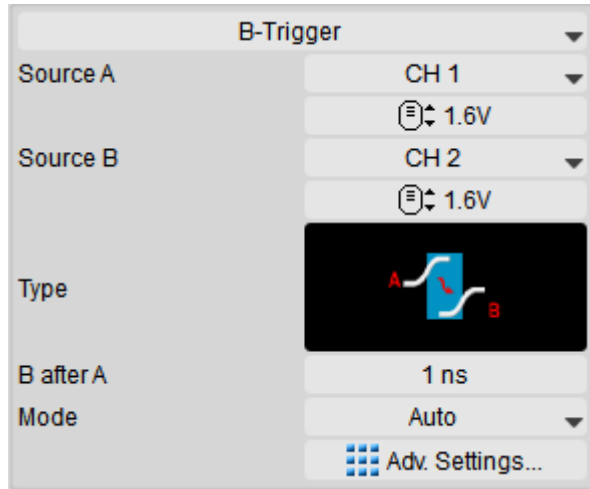 B-Trigger
Source A CH 1
1.6V
Source B CH 2
1.6V
Type A B
B after A 1 ns
Mode Auto
Adv. Settings...